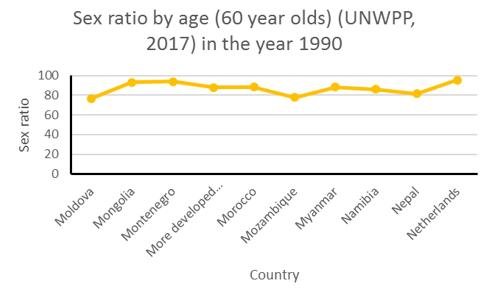 Sex ratio by age (60 year olds) (UNWPP,
2017) in the year 1990
100
80
60
40
20
0
Sex ratio
Moldova
Mongolia
Montenegro
More developed…
Morocco
Mozambique
Myanmar
Namibia
Nepal
Netherlands
Country